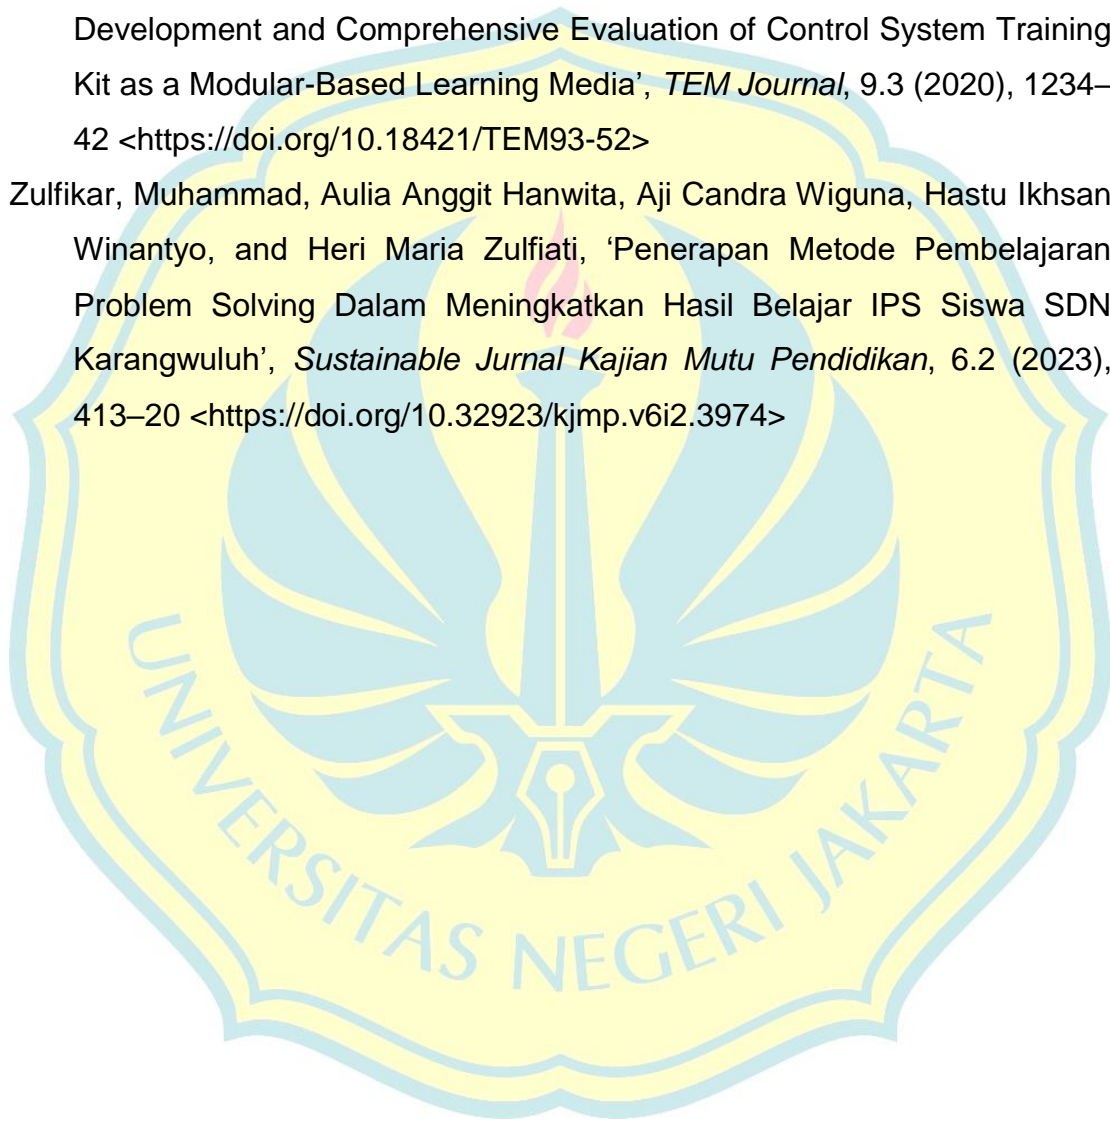 Development and Comprehensive Evaluation of Control System Training
Kit as a Modular-Based Learning Media’, TEM Journal, 9.3 (2020), 1234–
42 <https://doi.org/10.18421/TEM93-52>
Zulfikar, Muhammad, Aulia Anggit Hanwita, Aji Candra Wiguna, Hastu Ikhsan
Winantyo, and Heri Maria Zulfiati, ‘Penerapan Metode Pembelajaran
Problem Solving Dalam Meningkatkan Hasil Belajar IPS Siswa SDN
Karangwuluh’, Sustainable Jurnal Kajian Mutu Pendidikan, 6.2 (2023),
413–20 <https://doi.org/10.32923/kjmp.v6i2.3974>
UNIVERSITAS NEGERI JAKARTA